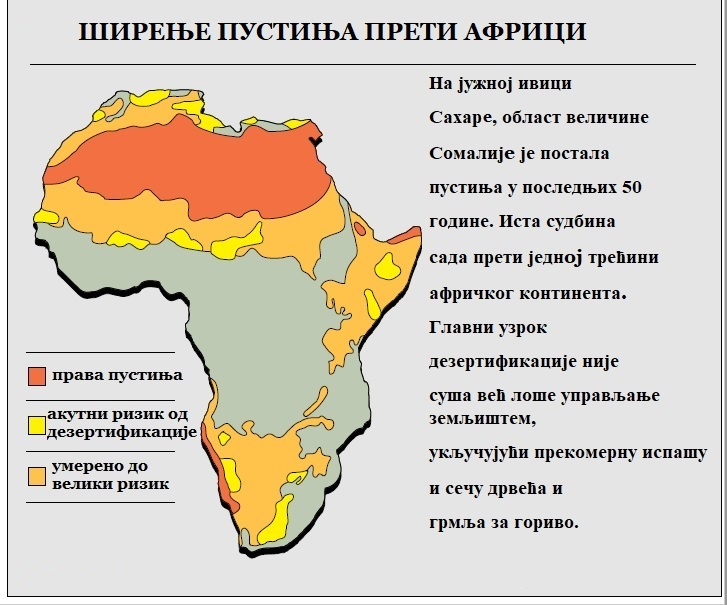 ШИРЕЊЕ ПУСТИЊА ПРЕТИ АФРИЦИ
На јужној ивици
Сахаре, област величине
Сомалије је постала
пустиња у последњих 50
године. Иста судбина
сада прети једној трећини
афричког континента.
Главни узрок
дезертификације није
суша већ лоше управљање
земљиштем,
укључујући прекомерну испашу
и сечу дрвећа и
грмља за гориво.
права пустиња
акутни ризик од
дезертификације
умерено до
велики ризик